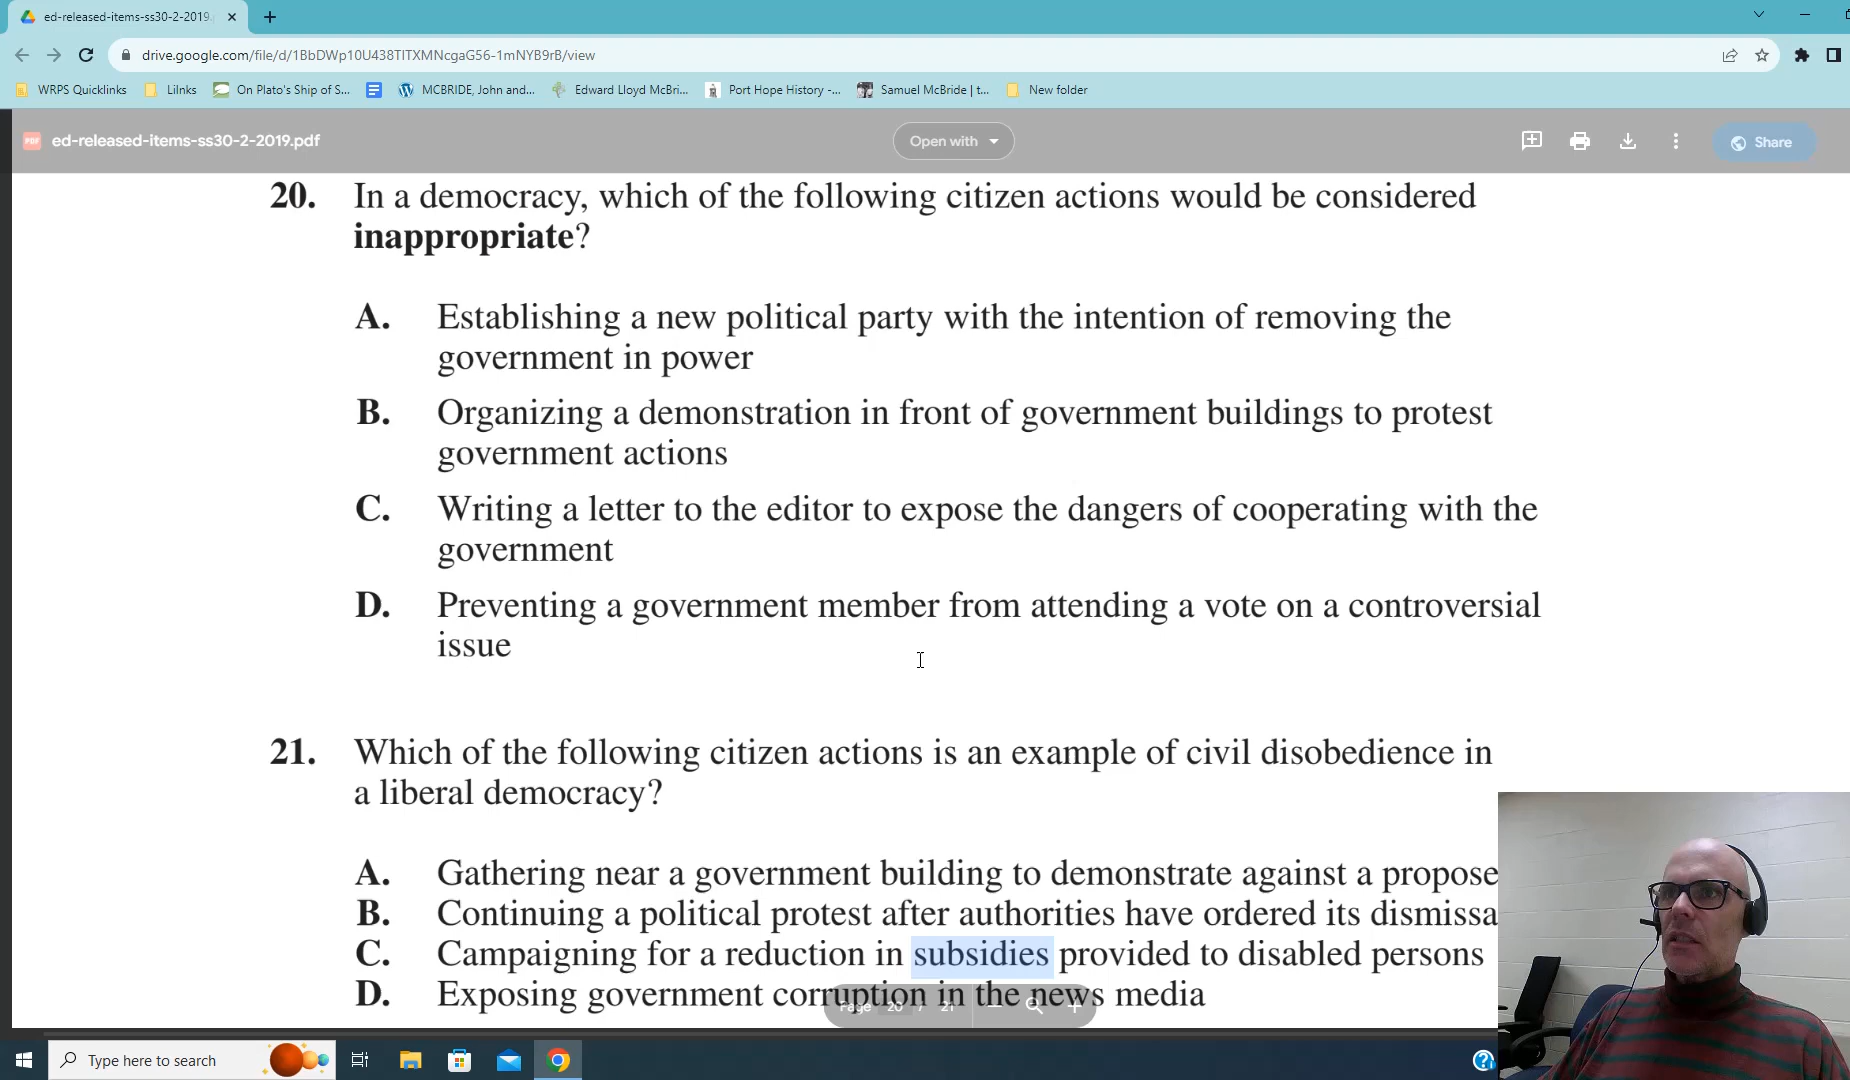 ed-released-items-ss30-2-2019.p
drive.google.com/file/d/1BbDWp10U438TlTXMNcgaG56-1mNYB9rB/view
WRPS Quicklinks
LiInks
On Plato's Ship of S...
MCBRIDE, John and...
Edward Lloyd McBri...
Port Hope History -...
Samuel McBride | t...
New folder
PDF
ed-released-items-ss30-2-2019.pdf
Open with
Share
20. In a democracy, which of the following citizen actions would be considered
inappropriate?
A. Establishing a new political party with the intention of removing the
government in power
B. Organizing a demonstration in front of government buildings to protest
government actions
C. Writing a letter to the editor to expose the dangers of cooperating with the
government
D. Preventing a government member from attending a vote on a controversial
issue
21. Which of the following citizen actions is an example of civil disobedience in
a liberal democracy?
A. Gathering near a government building to demonstrate against a propose
B. Continuing a political protest after authorities have ordered its dismissa
C. Campaigning for a reduction in subsidies provided to disabled persons
D. Exposing government corruption in the news media
Page 20 / 21
Type here to search